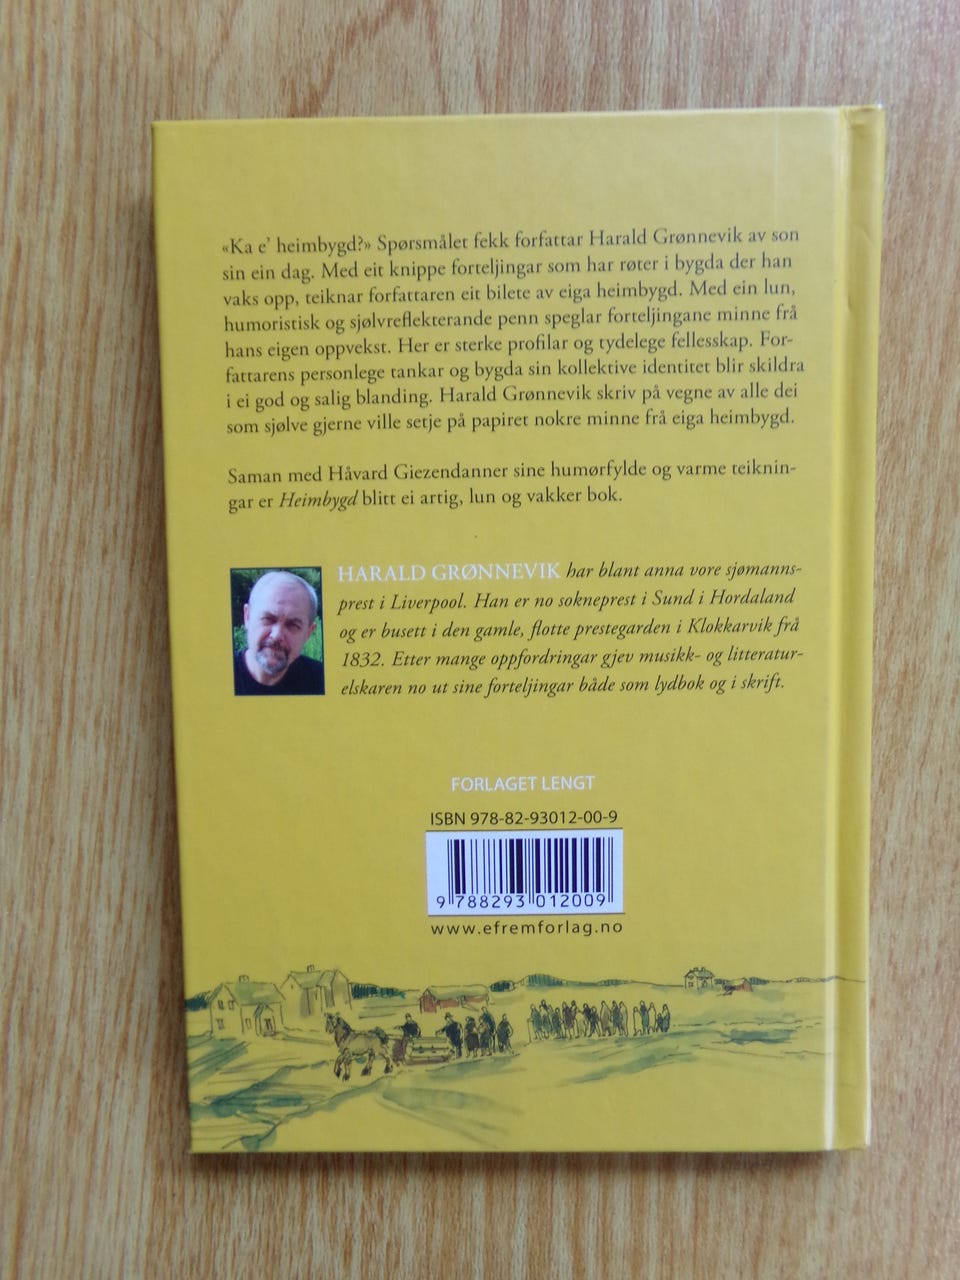 «Ka e' heimbygd?» Spørsmålet fekk forfattar Harald Grønnevik av son
sin ein dag. Med eit knippe forteljingar som har røter i bygda der han
vaks opp, teiknar forfattaren eit bilete av eiga heimbygd. Med ein lun,
humoristisk og sjølvreflekterande penn speglar forteljingane minne frå
hans eigen oppvekst. Her er sterke profilar og tydelege fellesskap. For-
fattarens personlege tankar og bygda sin kollektive identitet blir skildra
i ei god og salig blanding. Harald Grønnevik skriv på vegne av alle dei
som sjølve gjerne ville setje på papiret nokre minne frå eiga heimbygd.
Saman med Håvard Giezendanner sine humørfylde og varme teiknin-
gar er Heimbygd blitt ei artig, lun og vakker bok.
HARALD GRØNNEVIK har blant anna vore sjømanns-
prest i Liverpool. Han er no sokneprest i Sund i Hordaland
og er busett i den gamle, flotte prestegarden i Klokkarvik frå
1832. Etter mange oppfordringar gjev musikk- og litteratur-
elskaren no ut sine forteljingar både som lydbok og i skrift.
FORLAGET LENGT
ISBN 978-82-93012-00-9
9 788293 012009
www.efremforlag.no